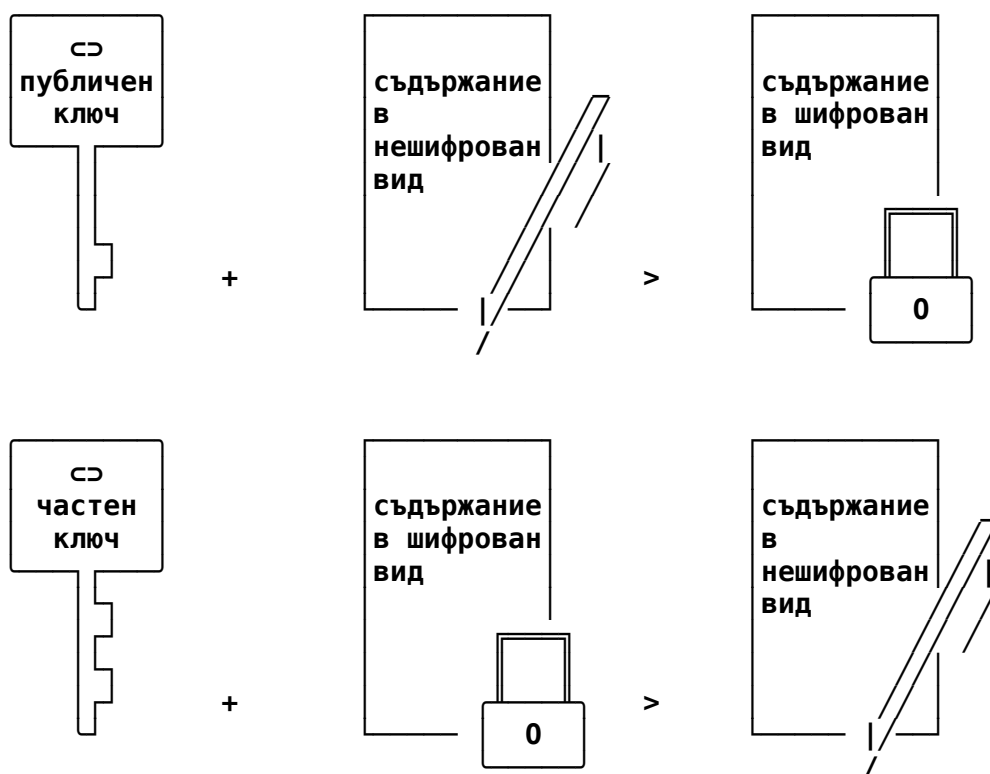 публичен
ключ
+
съдържание
в
нешифрован
вид
>
съдържание
в шифрован
вид
0
частен
ключ
+
съдържание
в шифрован
вид
0
>
съдържание
в
нешифрован
вид